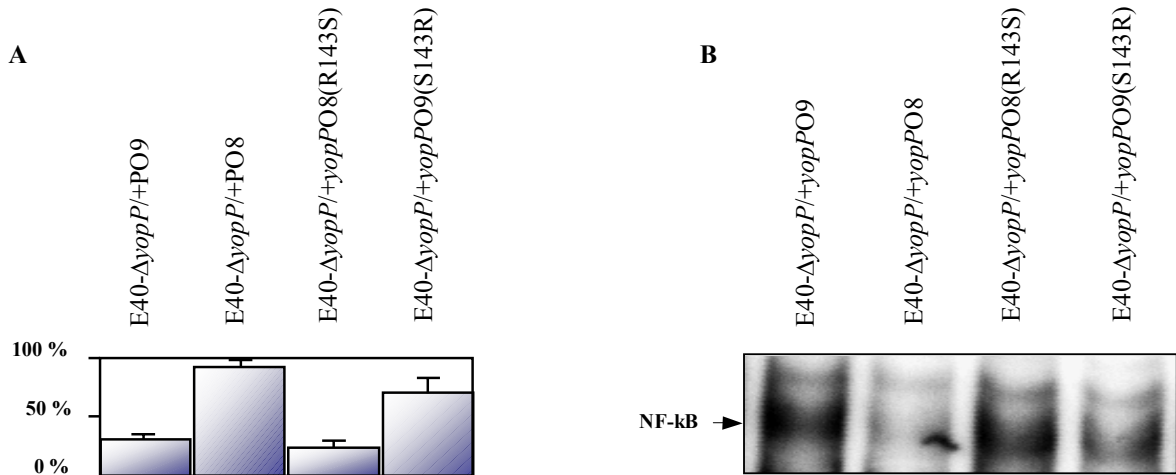 A
E40-ΔyopP/+PO9
E40-ΔyopP/+PO8
E40-ΔyopP/+yopPO8(R143S)
E40-ΔyopP/+yopPO9(S143R)
100 %
50 %
0 %
B
E40-ΔyopP/+yopPO9
E40-ΔyopP/+yopPO8
E40-ΔyopP/+yopPO8(R143S)
E40-ΔyopP/+yopPO9(S143R)
NF-kB